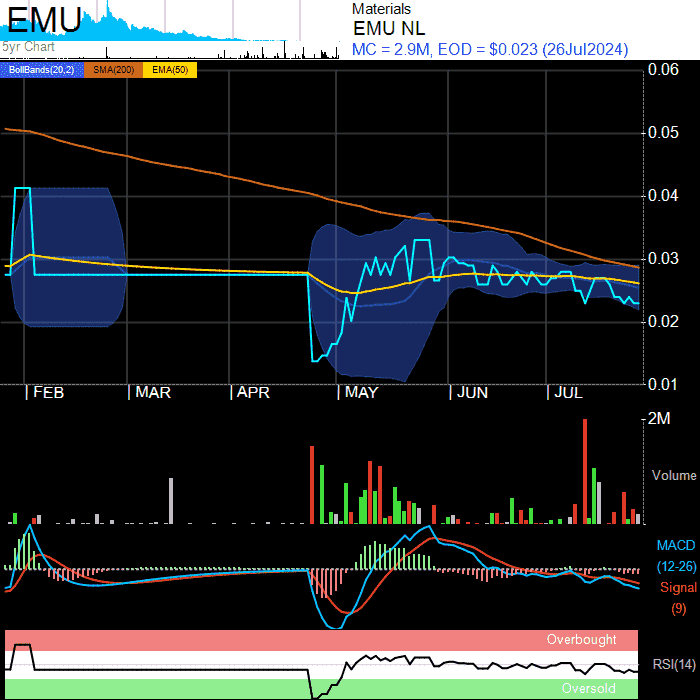 EMU
5yr Chart
Materials
EMU NL
MC = 2.9M, EOD = $0.023 (26Jul2024)
BollBands(20,2) SMA(200) EMA(50)
0.06
0.05
0.04
0.03
0.02
0.01
FEB MAR APR MAY JUN JUL
2M
Volume
MACD
(12-26)
Signal
(9)
Overbought
RSI(14)
Oversold